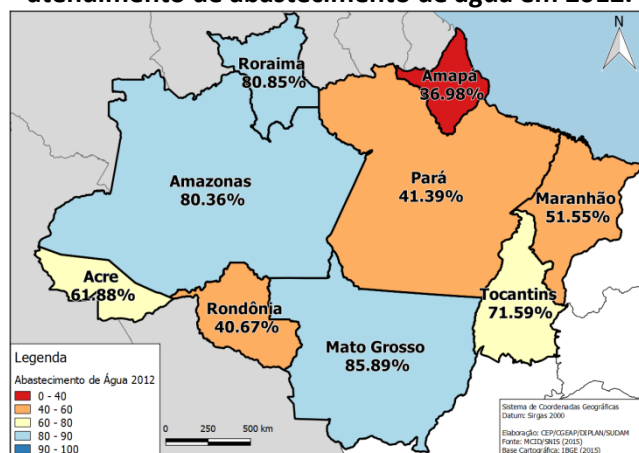 atendimento de abastecimento de água em 2012.
N
Roraima
80.85%
Amapá
36.98%
Amazonas
80.36%
Pará
41.39%
Maranhão
51.55%
Acre
61.88%
Rondônia
40.67%
Tocantins
71.59%
Mato Grosso
85.89%
Legenda
Abastecimento de Água 2012
0 - 40
40 - 60
60 - 80
80 - 90
90 - 100
0 250 500 km
Sistema de Coordenadas Geográficas
Datum: Sirgas 2000
Elaboração: CEP/CGEAP/DIPLAN/SUDAM
Fonte: MCID/SNIS (2015)
Base Cartográfica: IBGE (2015)